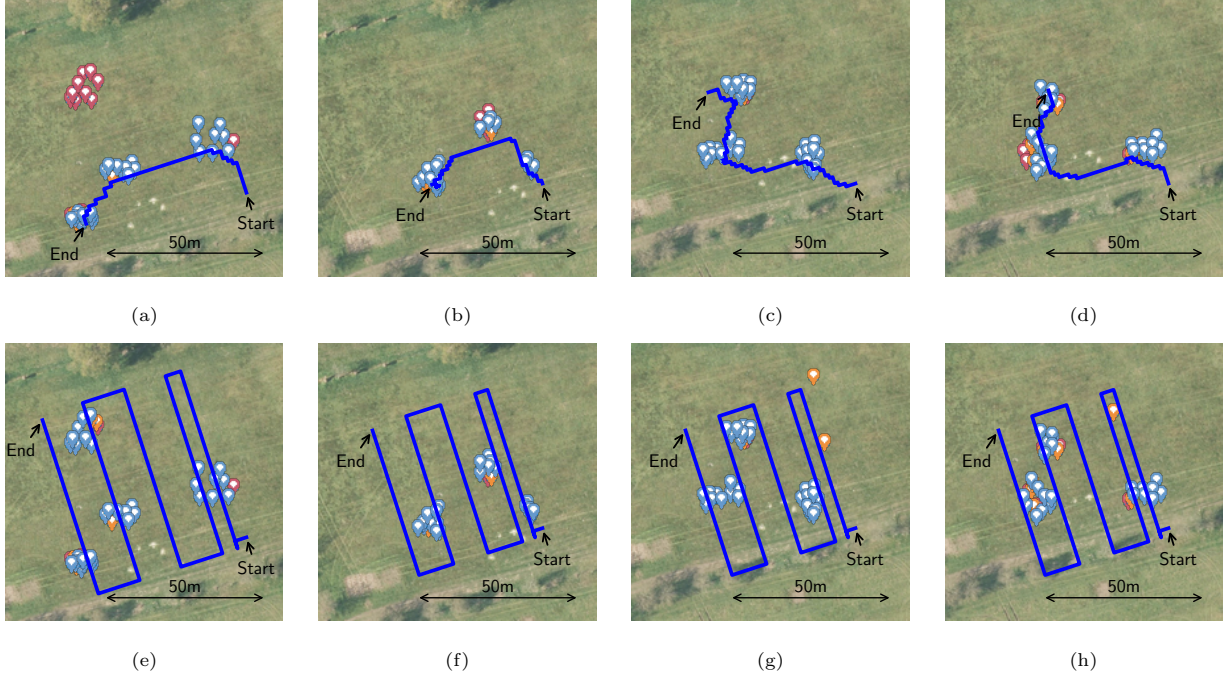 End
Start
50m
(a)
End
Start
50m
(b)
End
Start
50m
(c)
End
Start
50m
(d)
End
Start
50m
(e)
End
Start
50m
(f)
End
Start
50m
(g)
End
Start
50m
(h)